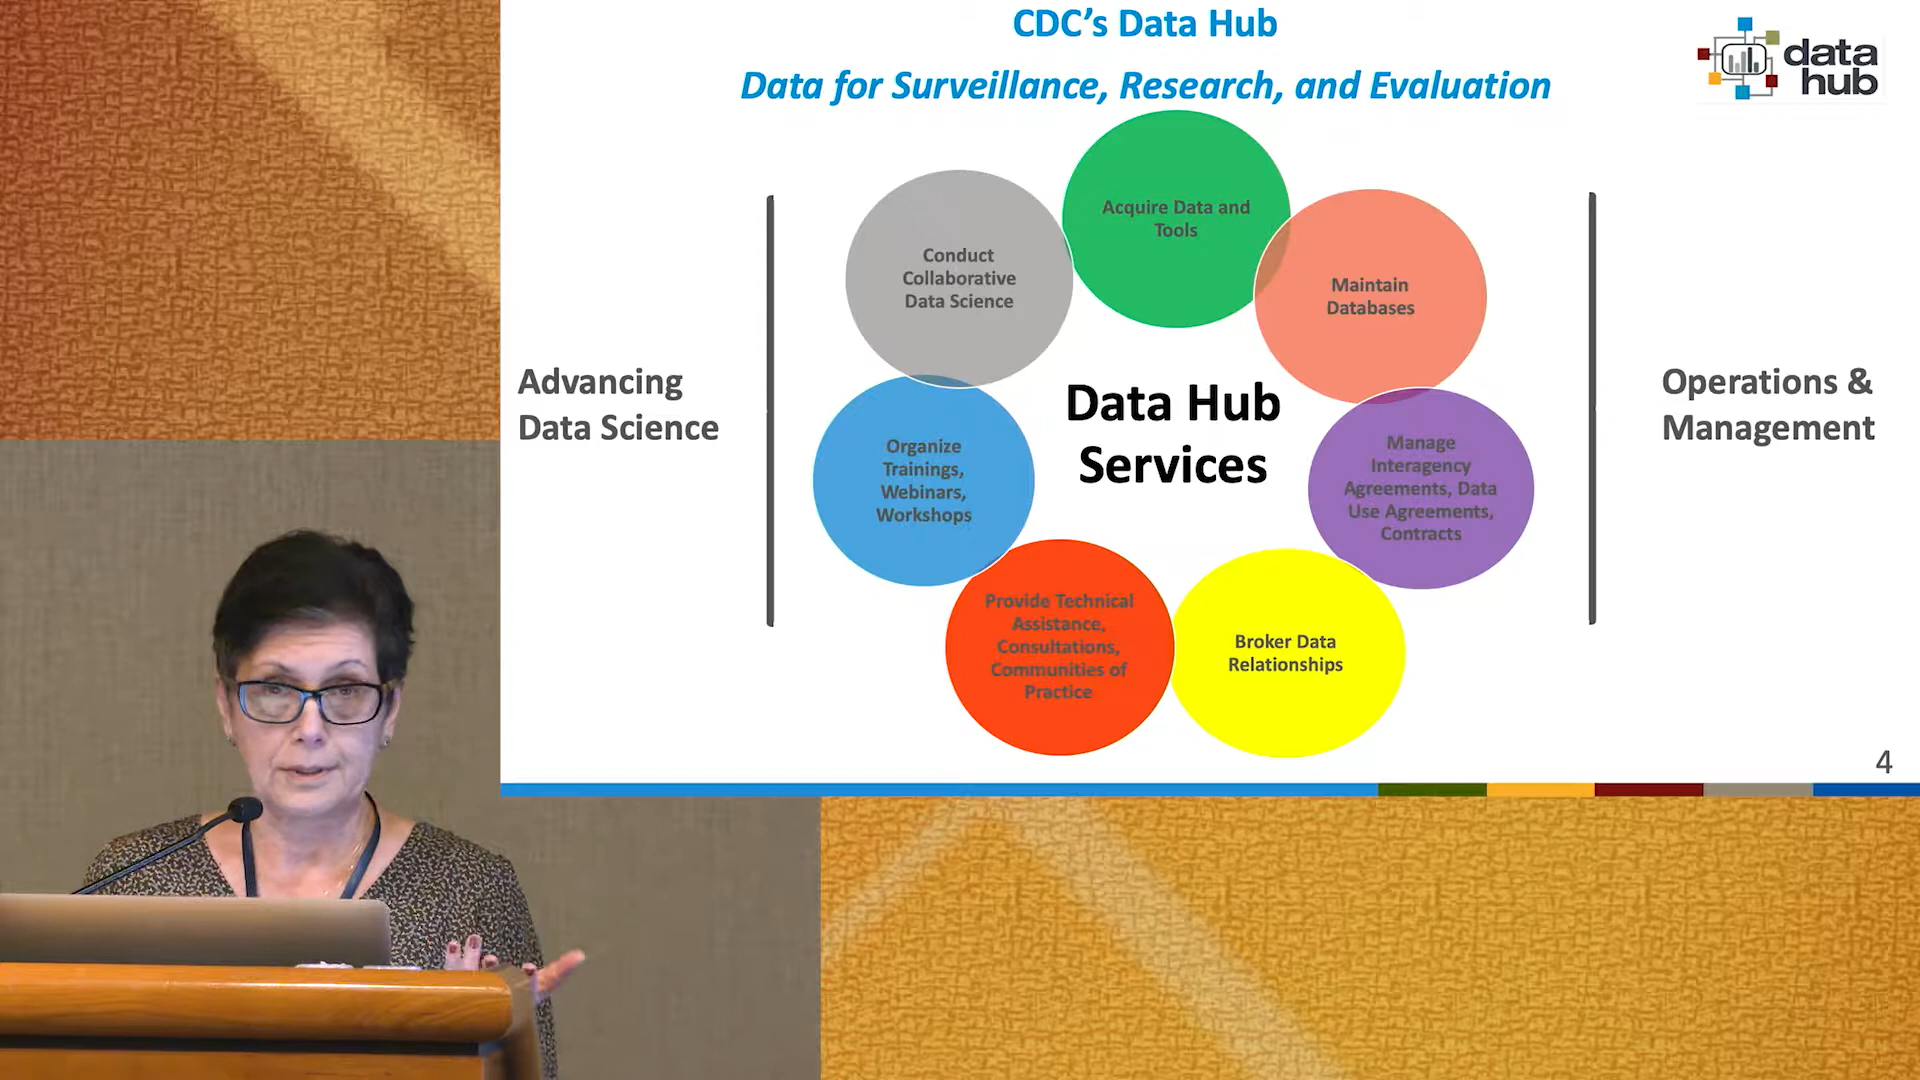 CDC’s Data Hub
Data for Surveillance, Research, and Evaluation
data
hub
Acquire Data and
Tools
Conduct
Collaborative
Data Science
Maintain
Databases
Advancing
Data Science
Data Hub
Services
Operations &
Management
Organize
Trainings,
Webinars,
Workshops
Manage
Interagency
Agreements, Data
Use Agreements,
Contracts
Provide Technical
Assistance,
Consultations,
Communities of
Practice
Broker Data
Relationships
4